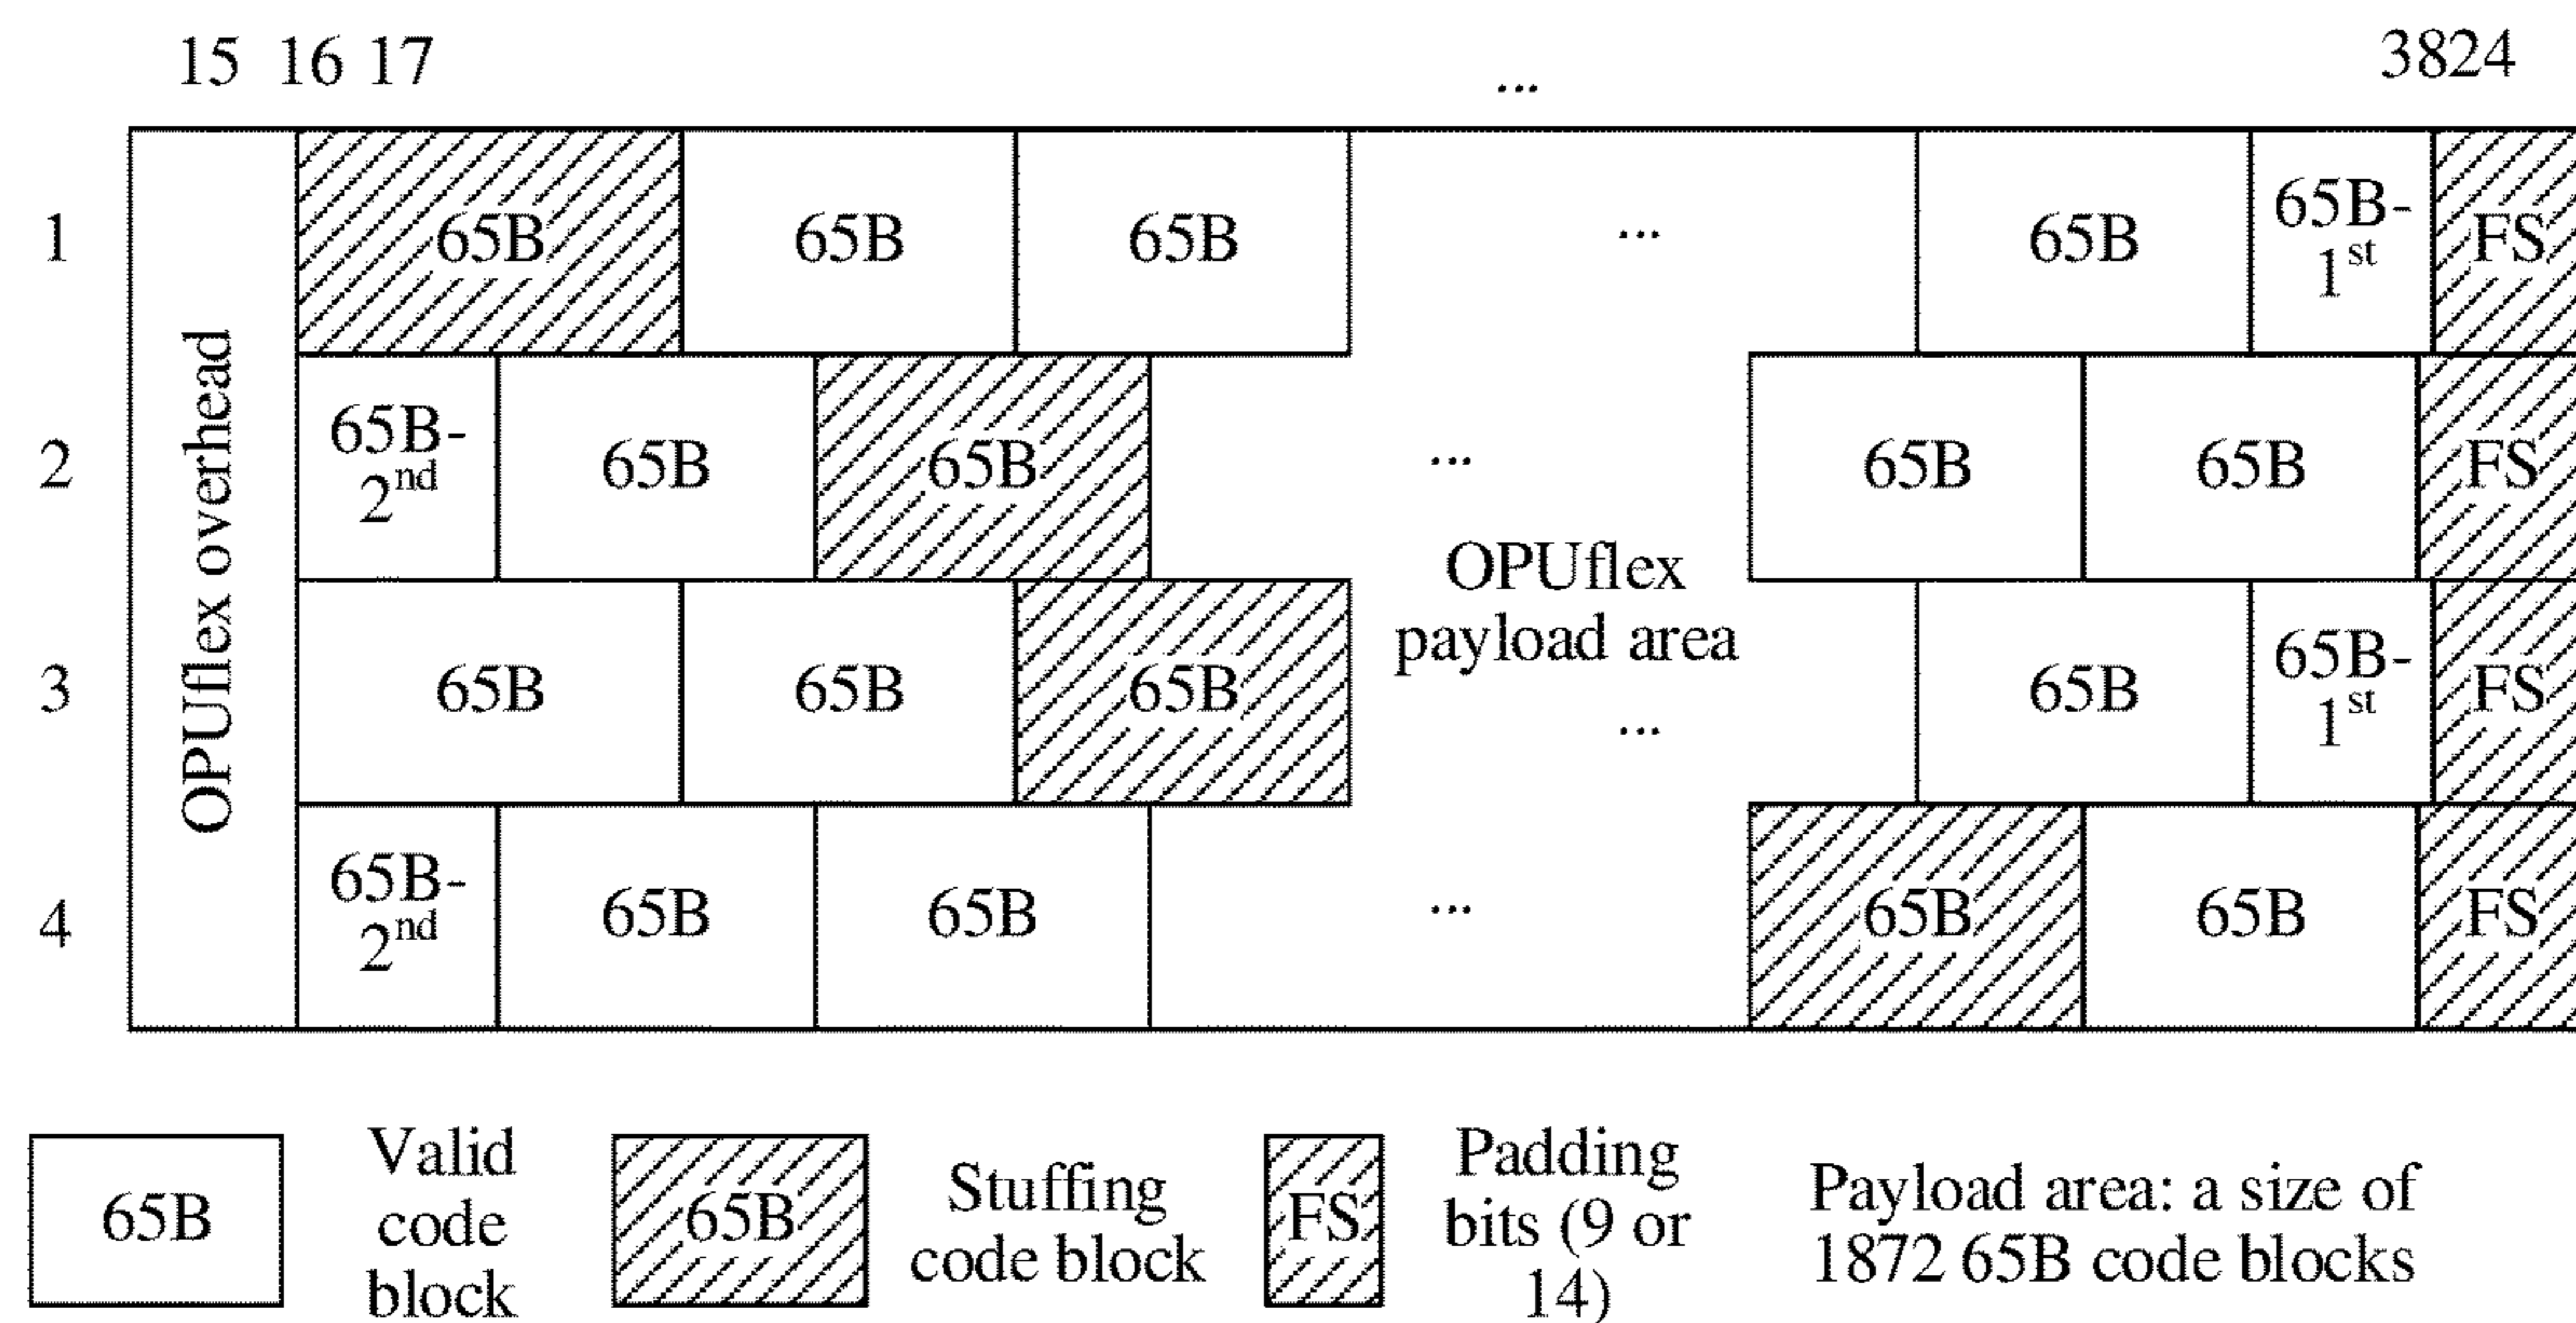 15 16 17 ... 3824
OPUflex overhead
1 65B 65B 65B ... 65B 65B- FS
1st
2 65B- 65B 65B ... 65B 65B FS
2nd
OPUflex
payload area
3 65B 65B 65B ... 65B 65B- FS
1st
4 65B- 65B 65B ... 65B 65B FS
2nd
65B
Valid
code
block
65B
Stuffing
code block
FS
Padding
bits (9 or
14)
Payload area: a size of
1872 65B code blocks